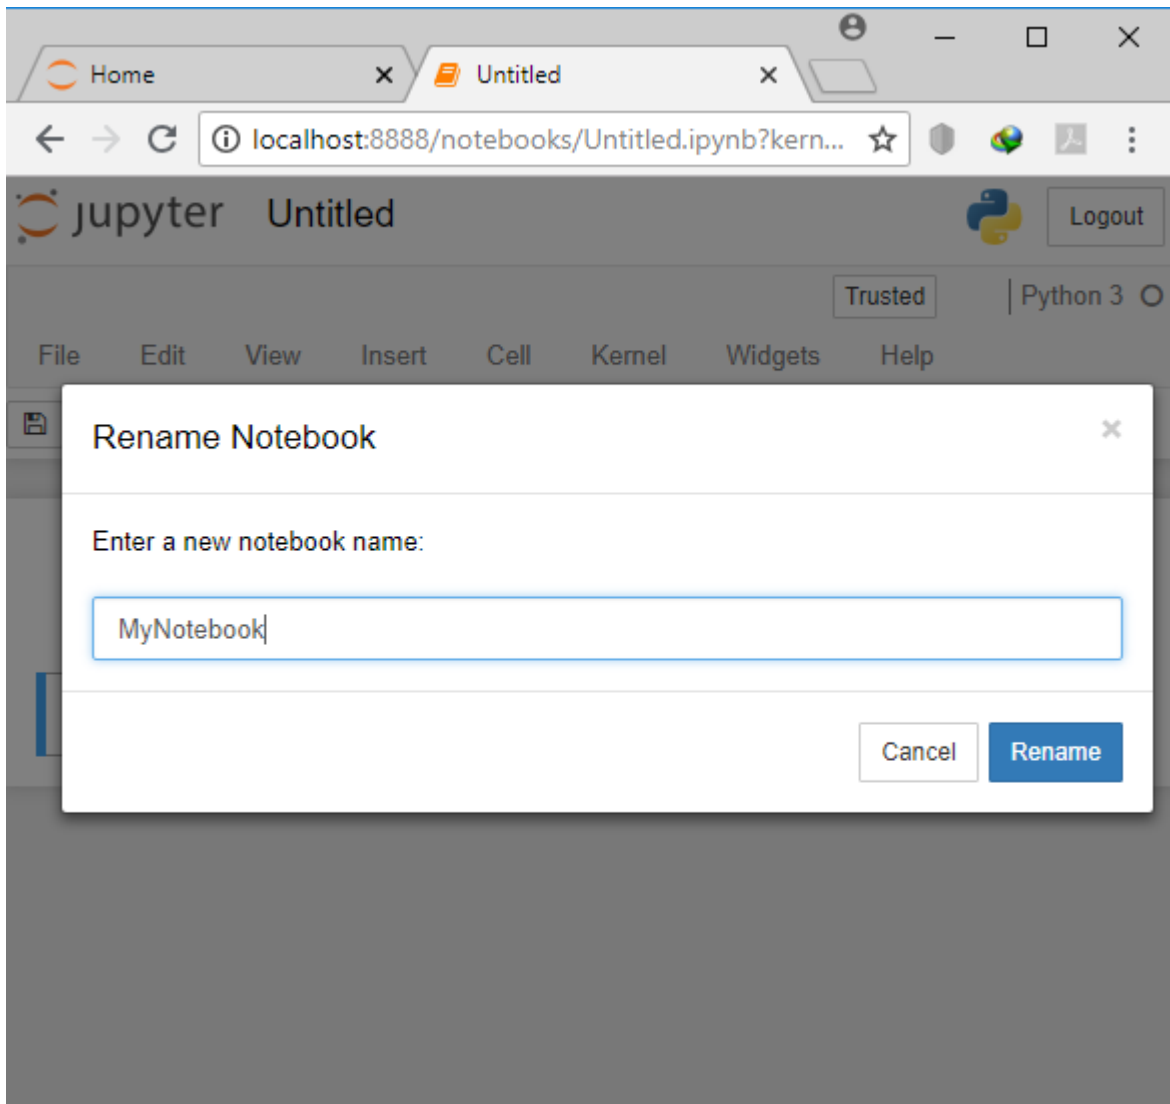 Home
Untitled
localhost:8888/notebooks/Untitled.ipynb?kern...
jupyter Untitled
Logout
Trusted
Python 3
File Edit View Insert Cell Kernel Widgets Help
Rename Notebook
Enter a new notebook name:
MyNotebook
Cancel Rename